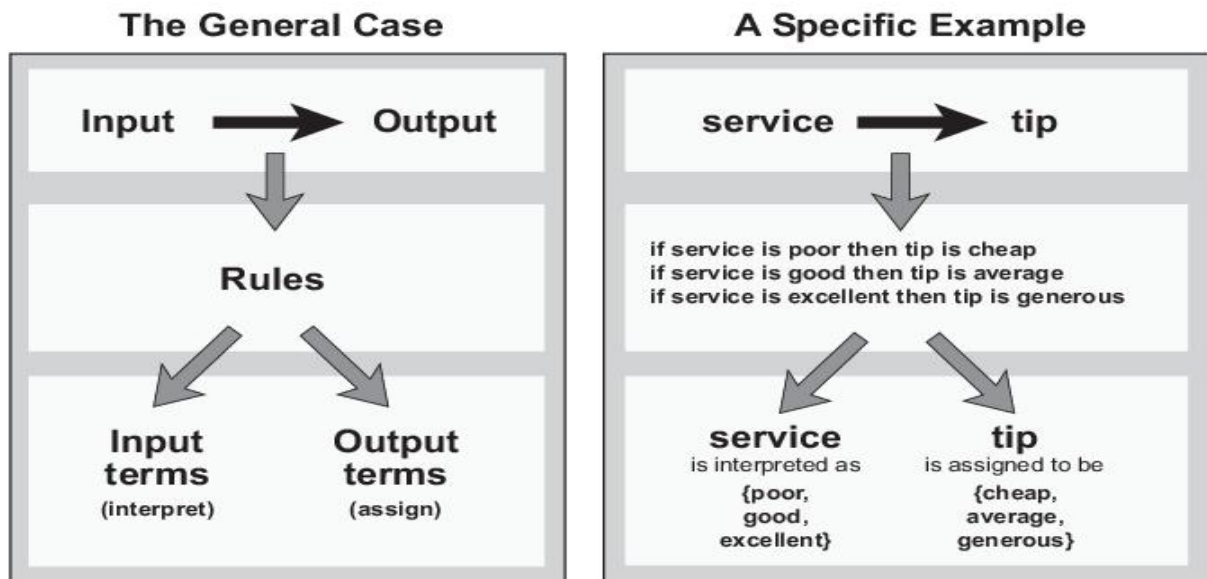 The General Case
Input
Output
Rules
Input
terms
(interpret)
Output
terms
(assign)
A Specific Example
service
tip
if service is poor then tip is cheap
if service is good then tip is average
if service is excellent then tip is generous
service
is interpreted as
{poor,
good,
excellent}
tip
is assigned to be
{cheap,
average,
generous}